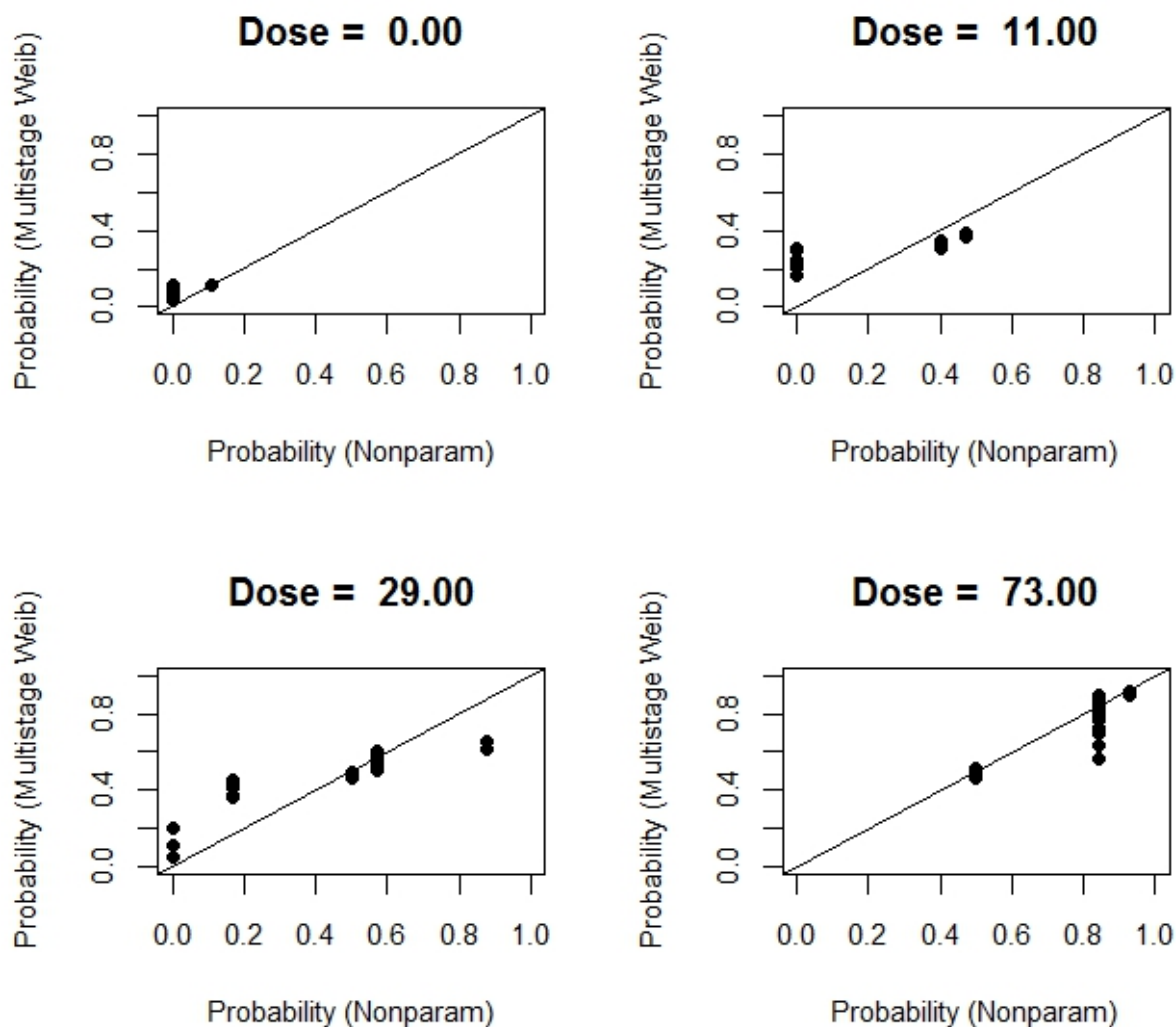 Dose =  0.00
Probability (Multistage Weib)
0.0 0.4 0.8
0.0 0.2 0.4 0.6 0.8 1.0
Probability (Nonparam)
Dose =  11.00
Probability (Multistage Weib)
0.0 0.4 0.8
0.0 0.2 0.4 0.6 0.8 1.0
Probability (Nonparam)
Dose =  29.00
Probability (Multistage Weib)
0.0 0.4 0.8
0.0 0.2 0.4 0.6 0.8 1.0
Probability (Nonparam)
Dose =  73.00
Probability (Multistage Weib)
0.0 0.4 0.8
0.0 0.2 0.4 0.6 0.8 1.0
Probability (Nonparam)